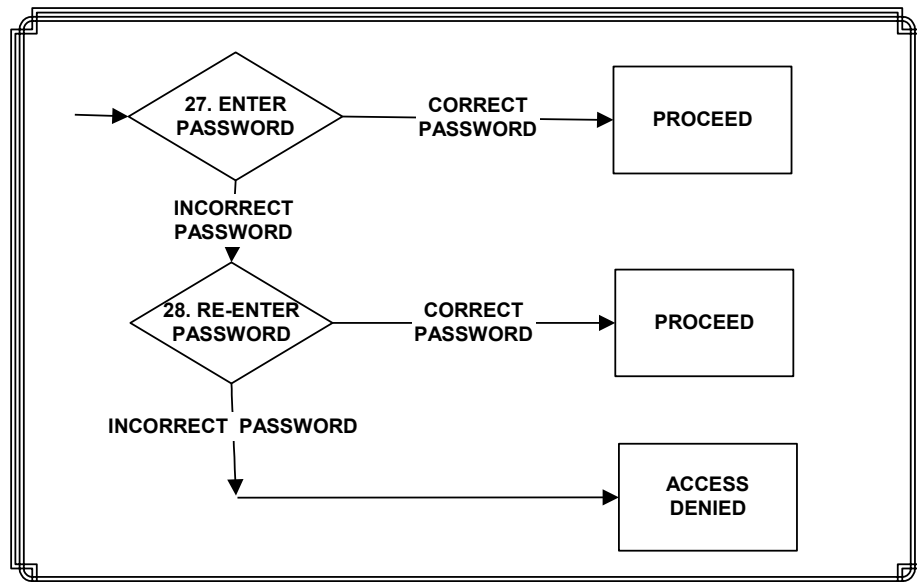 27. ENTER
PASSWORD
CORRECT
PASSWORD
PROCEED
INCORRECT
PASSWORD
28. RE-ENTER
PASSWORD
CORRECT
PASSWORD
PROCEED
INCORRECT PASSWORD
ACCESS
DENIED